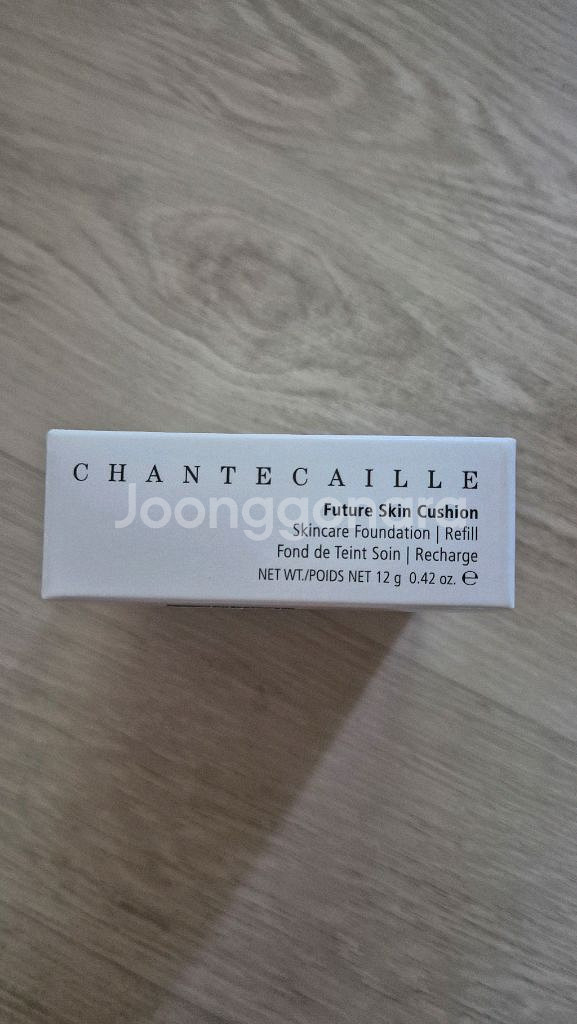 CHANTECAILLE
Joonggonara
Future Skin Cushion
Skincare Foundation | Refill
Fond de Teint Soin | Recharge
NET WT./POIDS NET 12 g 0.42 oz. ℮